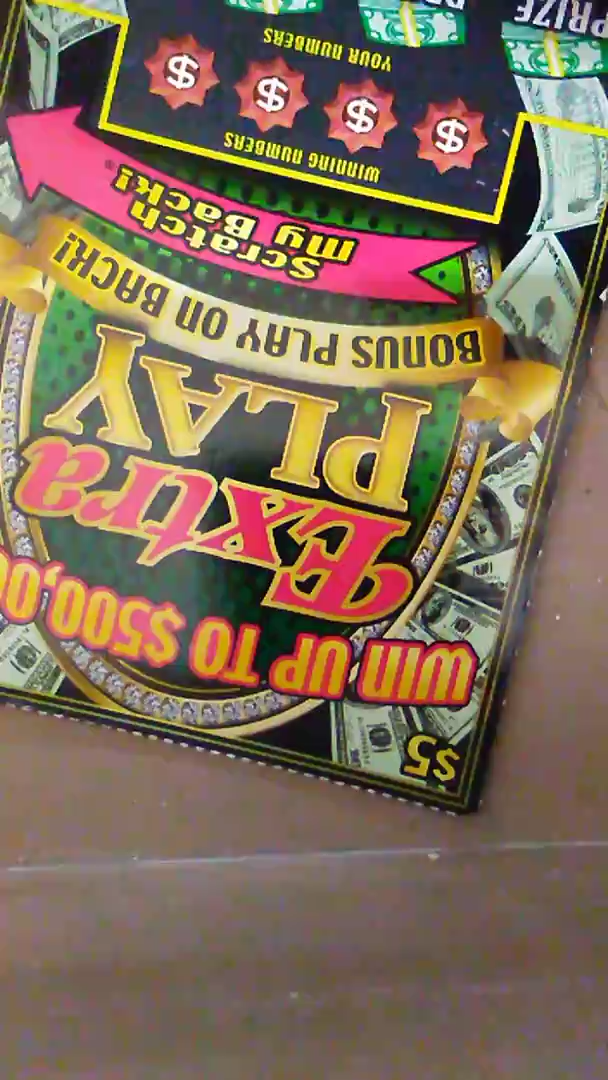 $5
WIN UP TO $500,00
Extra
PLAY
BONUS PLAY ON BACK!
Scratch
my Back!
WINNING NUMBERS
$ $ $ $
YOUR NUMBERS
PRIZE